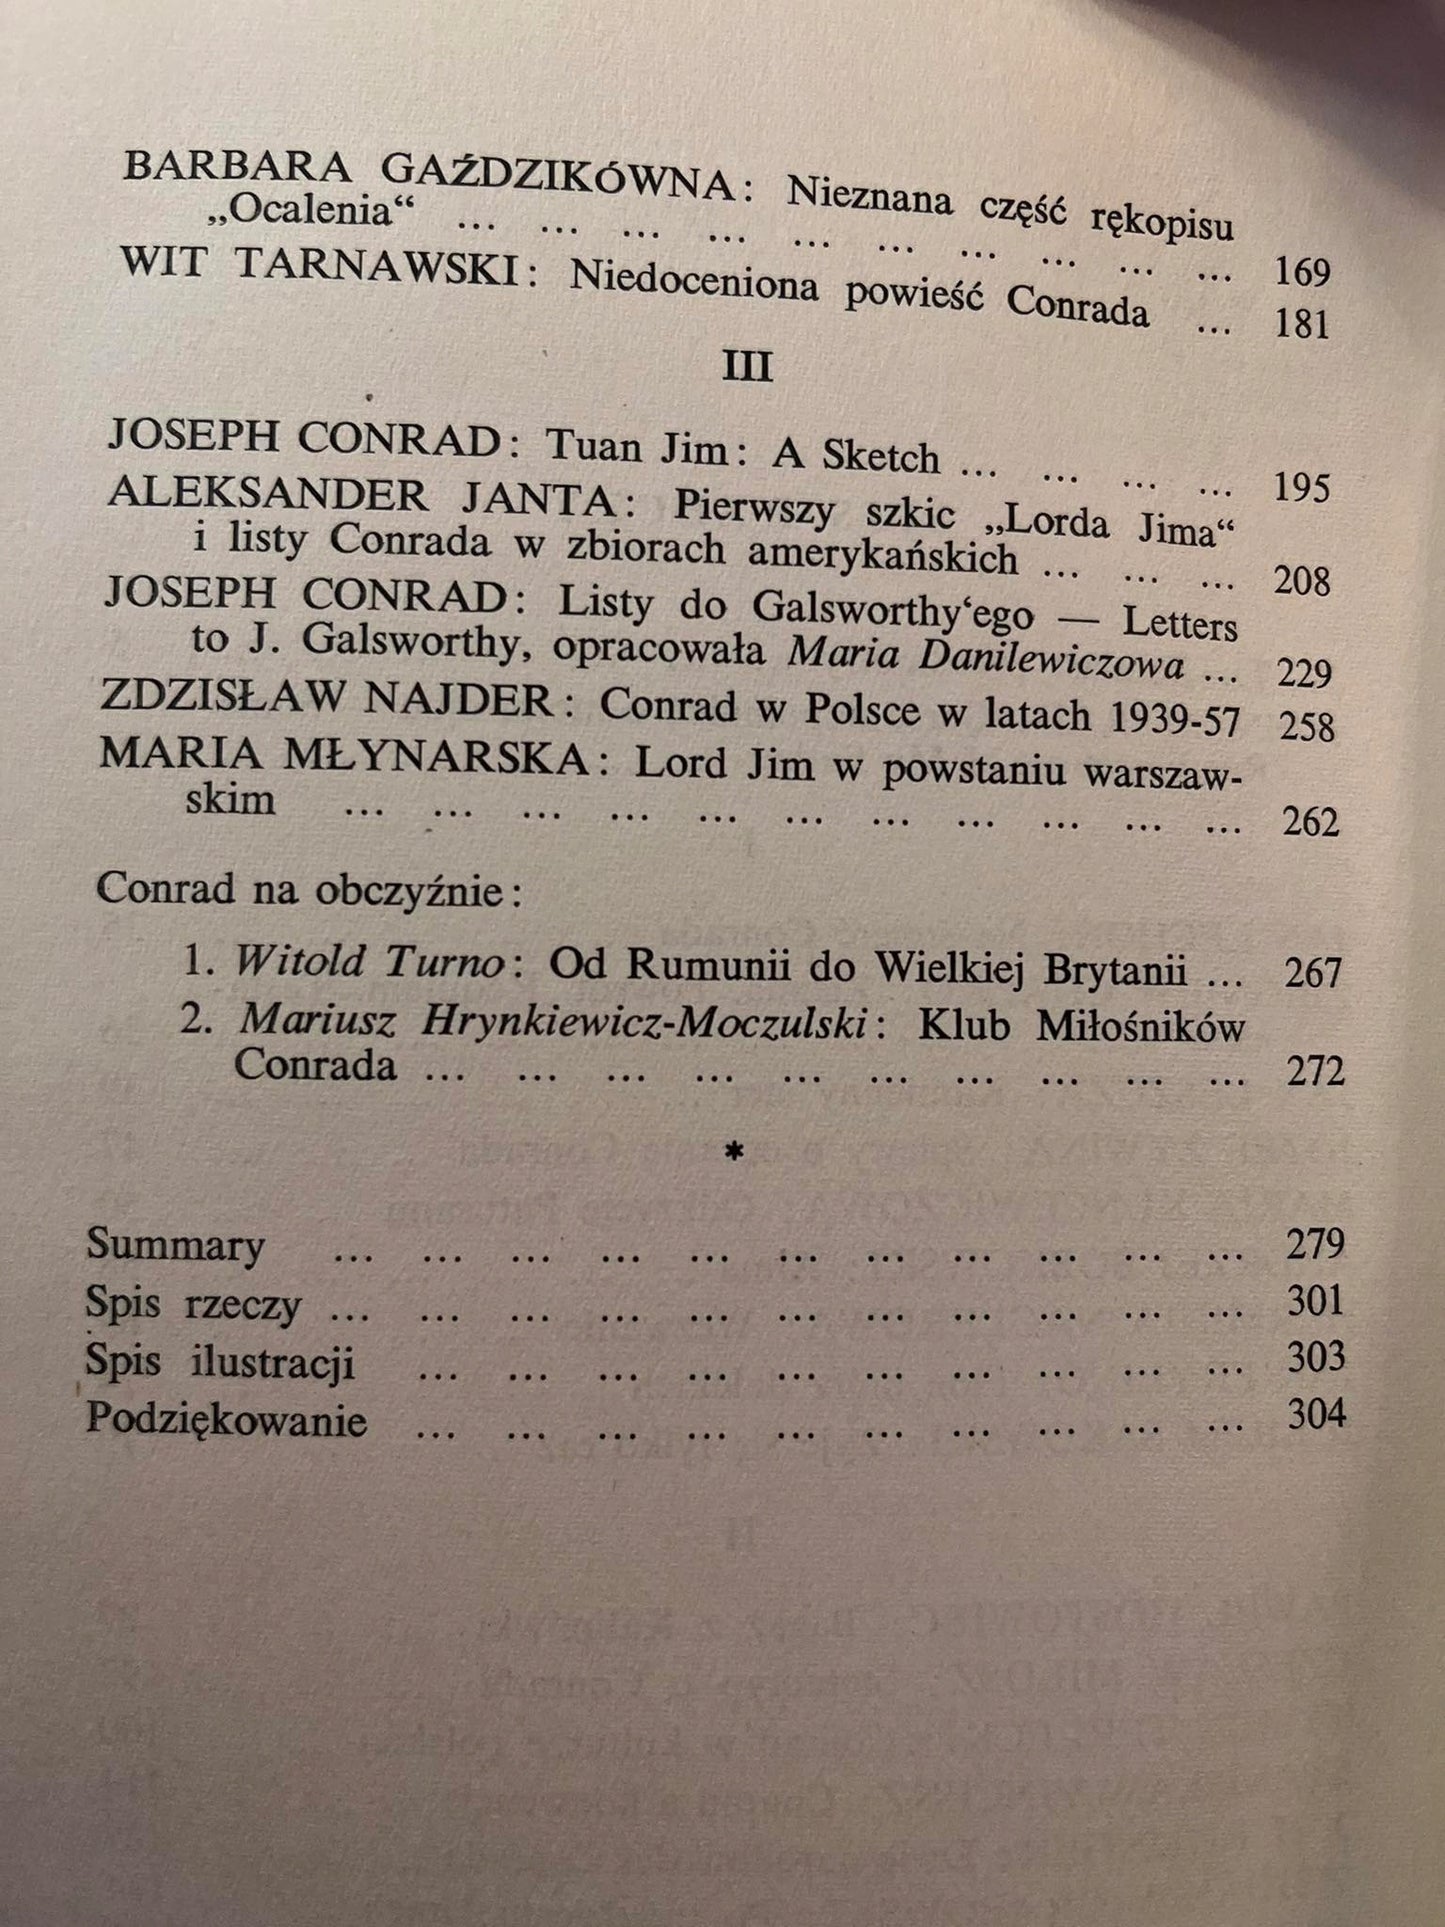 BARBARA GAŹDZIKÓWNA: Nieznana część rękopisu
„Ocalenia“ ... ... ... ... ... ... ... ... ... ... 169
WIT TARNAWSKI: Niedoceniona powieść Conrada ... 181
III
JOSEPH CONRAD: Tuan Jim: A Sketch ... ... ... ... 195
ALEKSANDER JANTA: Pierwszy szkic „Lorda Jima“
i listy Conrada w zbiorach amerykańskich ... ... ... 208
JOSEPH CONRAD: Listy do Galsworthy‘ego — Letters
to J. Galsworthy, opracowała Maria Danilewiczowa ... 229
ZDZISŁAW NAJDER: Conrad w Polsce w latach 1939-57 258
MARIA MŁYNARSKA: Lord Jim w powstaniu warszaw-
skim ... ... ... ... ... ... ... ... ... ... ... 262
Conrad na obczyźnie:
1. Witold Turno: Od Rumunii do Wielkiej Brytanii ... 267
2. Mariusz Hrynkiewicz-Moczulski: Klub Miłośników
Conrada ... ... ... ... ... ... ... ... ... ... 272
*
Summary ... ... ... ... ... ... ... ... ... ... ... 279
Spis rzeczy ... ... ... ... ... ... ... ... ... ... ... 301
Spis ilustracji ... ... ... ... ... ... ... ... ... ... 303
Podziękowanie ... ... ... ... ... ... ... ... ... ... 304